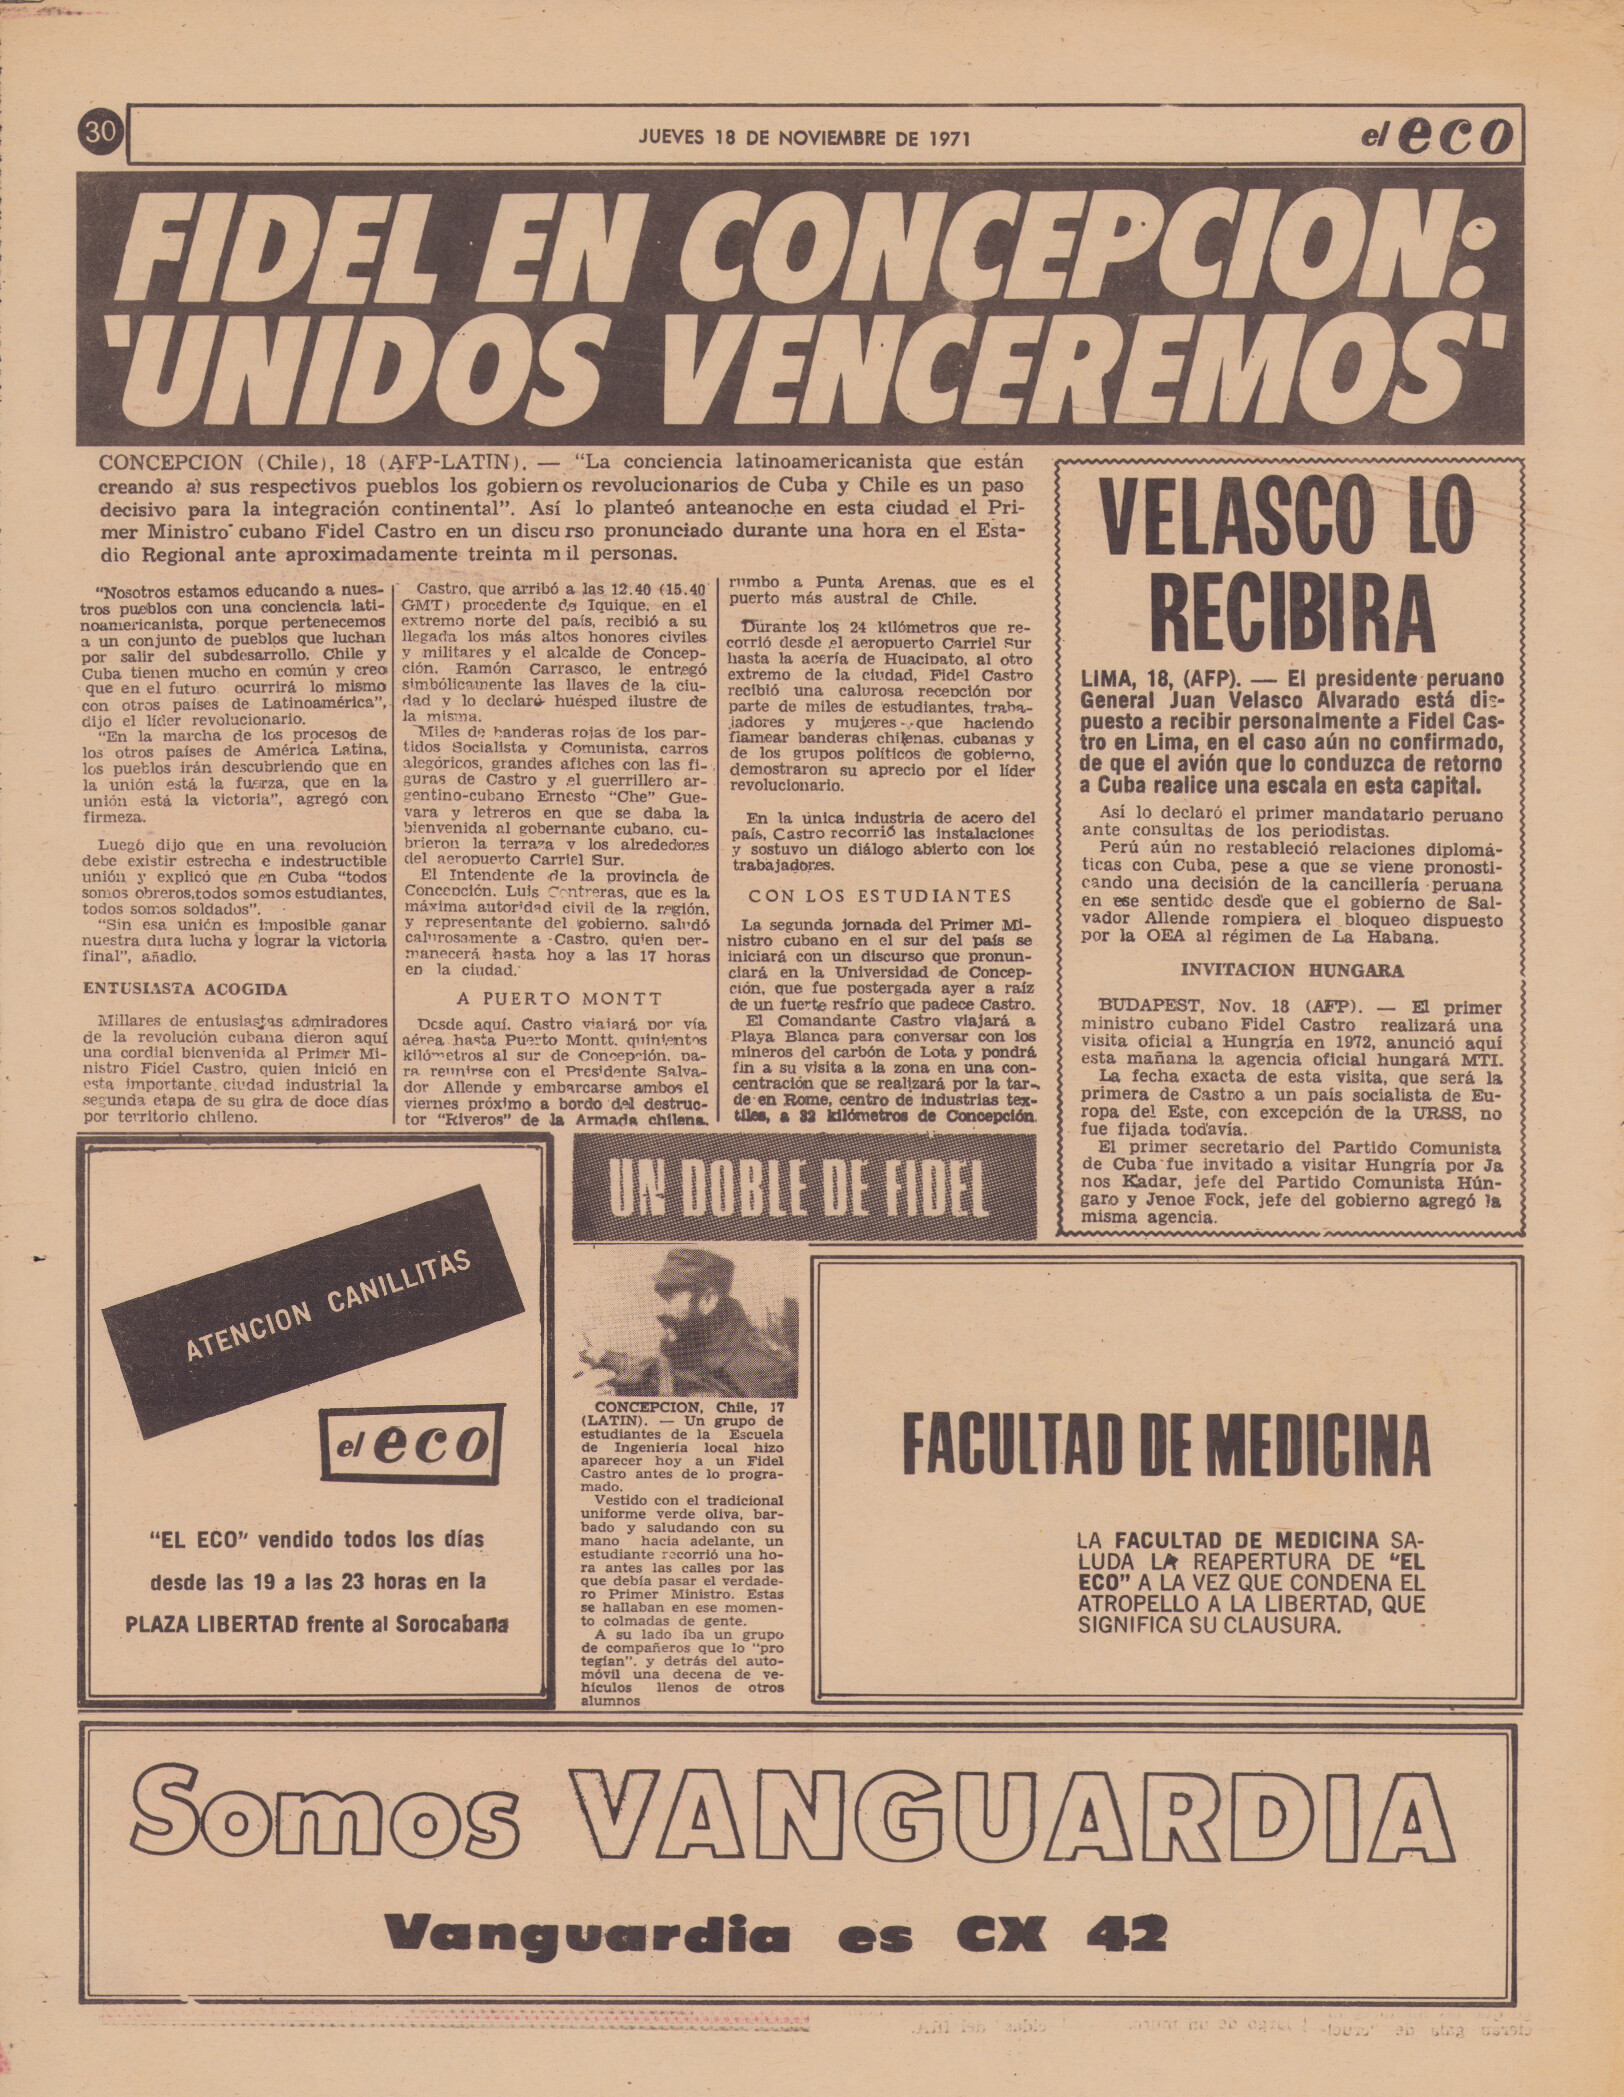 30
JUEVES 18 DE NOVIEMBRE DE 1971
el eco
FIDEL EN CONCEPCION:
'UNIDOS VENCEREMOS'
CONCEPCION (Chile), 18 (AFP-LATIN). — "La conciencia latinoamericanista que están
creando a sus respectivos pueblos los gobiernos revolucionarios de Cuba y Chile es un paso
decisivo para la integración continental". Así lo planteó anteanoche en esta ciudad el Pri-
mer Ministro cubano Fidel Castro en un discurso pronunciado durante una hora en el Esta-
dio Regional ante aproximadamente treinta mil personas.
"Nosotros estamos educando a nues-
tros pueblos con una conciencia lati-
noamericanista, porque pertenecemos
a un conjunto de pueblos que luchan
por salir del subdesarrollo. Chile y
Cuba tienen mucho en común y creo
que en el futuro ocurrirá lo mismo
con otros países de Latinoamérica",
dijo el líder revolucionario.
"En la marcha de los procesos de
los otros países de América Latina,
los pueblos irán descubriendo que en
la unión está la fuerza, que en la
unión está la victoria", agregó con
firmeza.
Luego dijo que en una revolución
debe existir estrecha e indestructible
unión y explicó que en Cuba "todos
somos obreros, todos somos estudiantes,
todos somos soldados".
"Sin esa unión es imposible ganar
nuestra dura lucha y lograr la victoria
final", añadio.
ENTUSIASTA ACOGIDA
Millares de entusiastas admiradores
de la revolución cubana dieron aquí
una cordial bienvenida al Primer Mi-
nistro Fidel Castro, quien inició en
esta importante ciudad industrial la
segunda etapa de su gira de doce días
por territorio chileno.
Castro, que arribó a las 12.40 (15.40
GMT) procedente de Iquique, en el
extremo norte del país, recibió a su
llegada los más altos honores civiles
y militares y el alcalde de Concep-
ción, Ramón Carrasco, le entregó
simbólicamente las llaves de la ciu-
dad y lo declaró huésped ilustre de
la misma.
Miles de banderas rojas de los par-
tidos Socialista y Comunista, carros
alegóricos, grandes afiches con las fi-
guras de Castro y el guerrillero ar-
gentino-cubano Ernesto "Che" Gue-
vara y letreros en que se daba la
bienvenida al gobernante cubano, cu-
brieron la terraza y los alrededores
del aeropuerto Carriel Sur.
El Intendente de la provincia de
Concepción, Luis Contreras, que es la
máxima autoridad civil de la región,
y representante del gobierno, saludó
calurosamente a Castro, quien per-
manecerá hasta hoy a las 17 horas
en la ciudad.
A PUERTO MONTT
Desde aquí, Castro viajará por vía
aérea hasta Puerto Montt, quinientos
kilómetros al sur de Concepción, pa-
ra reunirse con el Presidente Salva-
dor Allende y embarcarse ambos el
viernes próximo a bordo del destruc-
tor "Riveros" de la Armada chilena,
rumbo a Punta Arenas, que es el
puerto más austral de Chile.
Durante los 24 kilómetros que re-
corrió desde el aeropuerto Carriel Sur
hasta la acería de Huacipato, al otro
extremo de la ciudad, Fidel Castro
recibió una calurosa recepción por
parte de miles de estudiantes, traba-
jadores y mujeres que haciendo
flamear banderas chilenas, cubanas y
de los grupos políticos de gobierno,
demostraron su aprecio por el líder
revolucionario.
En la única industria de acero del
país, Castro recorrió las instalaciones
y sostuvo un diálogo abierto con los
trabajadores.
CON LOS ESTUDIANTES
La segunda jornada del Primer Mi-
nistro cubano en el sur del país se
iniciará con un discurso que pronun-
ciará en la Universidad de Concep-
ción, que fue postergada ayer a raíz
de un fuerte resfrío que padece Castro.
El Comandante Castro viajará a
Playa Blanca para conversar con los
mineros del carbón de Lota y pondrá
fin a su visita a la zona en una con-
centración que se realizará por la tar-
de en Rome, centro de industrias tex-
tiles, a 32 kilómetros de Concepción.
VELASCO LO
RECIBIRA
LIMA, 18, (AFP). — El presidente peruano
General Juan Velasco Alvarado está dis-
puesto a recibir personalmente a Fidel Cas-
tro en Lima, en el caso aún no confirmado,
de que el avión que lo conduzca de retorno
a Cuba realice una escala en esta capital.
Así lo declaró el primer mandatario peruano
ante consultas de los periodistas.
Perú aún no restableció relaciones diplomá-
ticas con Cuba, pese a que se viene pronosti-
cando una decisión de la cancillería peruana
en ese sentido desde que el gobierno de Sal-
vador Allende rompiera el bloqueo dispuesto
por la OEA al régimen de La Habana.
INVITACION HUNGARA
BUDAPEST, Nov. 18 (AFP). — El primer
ministro cubano Fidel Castro realizará una
visita oficial a Hungría en 1972, anunció aquí
esta mañana la agencia oficial hungará MTI.
La fecha exacta de esta visita, que será la
primera de Castro a un país socialista de Eu-
ropa del Este, con excepción de la URSS, no
fue fijada todavía.
El primer secretario del Partido Comunista
de Cuba fue invitado a visitar Hungría por Ja
nos Kadar, jefe del Partido Comunista Hún-
garo y Jenoe Fock, jefe del gobierno agregó la
misma agencia.
ATENCION CANILLITAS
el eco
"EL ECO" vendido todos los días
desde las 19 a las 23 horas en la
PLAZA LIBERTAD frente al Sorocabana
UN DOBLE DE FIDEL
CONCEPCION, Chile, 17
(LATIN). — Un grupo de
estudiantes de la Escuela
de Ingeniería local hizo
aparecer hoy a un Fidel
Castro antes de lo progra-
mado.
Vestido con el tradicional
uniforme verde oliva, bar-
bado y saludando con su
mano hacia adelante, un
estudiante recorrió una ho-
ra antes las calles por las
que debía pasar el verdade-
ro Primer Ministro. Estas
se hallaban en ese momen-
to colmadas de gente.
A su lado iba un grupo
de compañeros que lo "pro
tegían", y detrás del auto-
móvil una decena de ve-
hículos llenos de otros
alumnos
FACULTAD DE MEDICINA
LA FACULTAD DE MEDICINA SA-
LUDA LA REAPERTURA DE "EL
ECO" A LA VEZ QUE CONDENA EL
ATROPELLO A LA LIBERTAD, QUE
SIGNIFICA SU CLAUSURA.
Somos VANGUARDIA
Vanguardia es CX 42